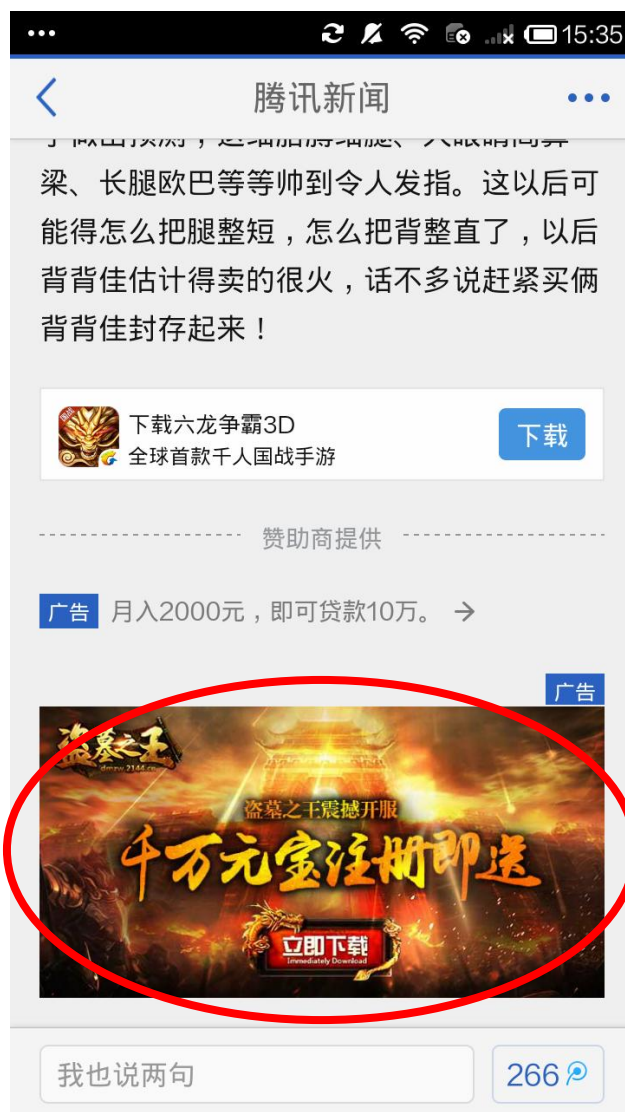 15:35
腾讯新闻
梁、长腿欧巴等等帅到令人发指。这以后可
能得怎么把腿整短，怎么把背整直了，以后
背背佳估计得卖的很火，话不多说赶紧买俩
背背佳封存起来！
国战
下载六龙争霸3D
全球首款千人国战手游
下载
赞助商提供
广告 月入2000元，即可贷款10万。
广告
盗墓之王
dmzw.2144.cn
盗墓之王震撼开服
千万元宝注册即送
立即下载
Immediately Download
我也说两句
266